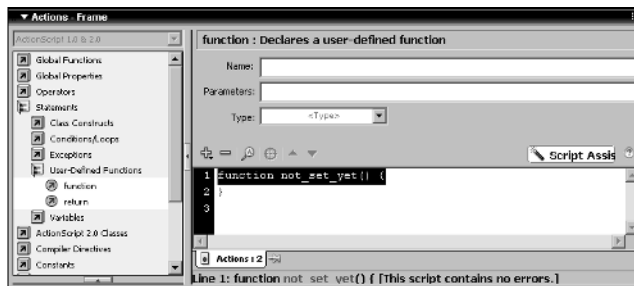 Actions - Frame
ActionScript 1.0 & 2.0
Global Functions
Global Properties
Operators
Statements
Class Constructs
Conditions/Loops
Exceptions
User-Defined Functions
function
return
Variables
ActionScript 2.0 Classes
Compiler Directives
Constants
function : Declares a user-defined function
Name:
Parameters:
Type:
<Type>
Script Assis
1 function not_set_yet() {
2 }
3
Actions : 2
Line 1: function not_set_yet() { [This script contains no errors.]